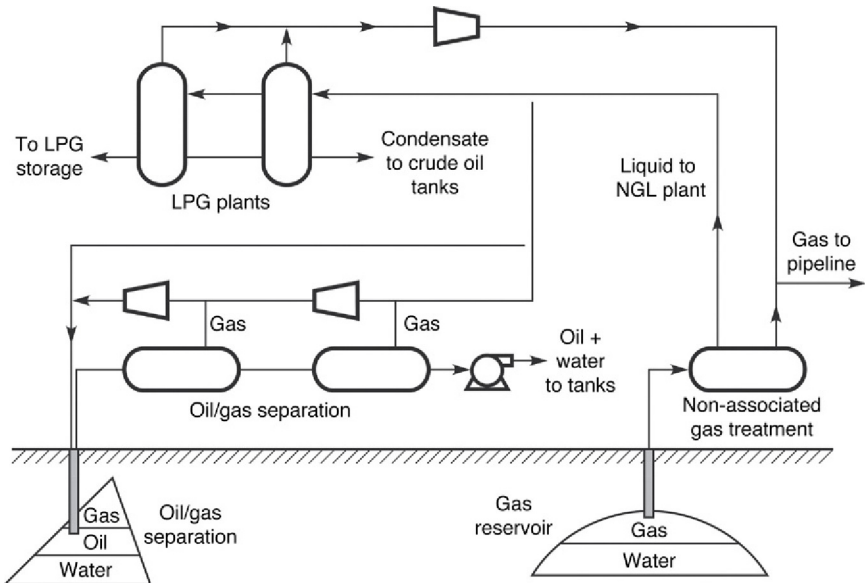 To LPG
storage
Condensate
to crude oil
tanks
LPG plants
Liquid to
NGL plant
Gas to
pipeline
Gas
Gas
Oil +
water
to tanks
Oil/gas separation
Non-associated
gas treatment
Gas
Oil
Water
Oil/gas
separation
Gas
reservoir
Gas
Water